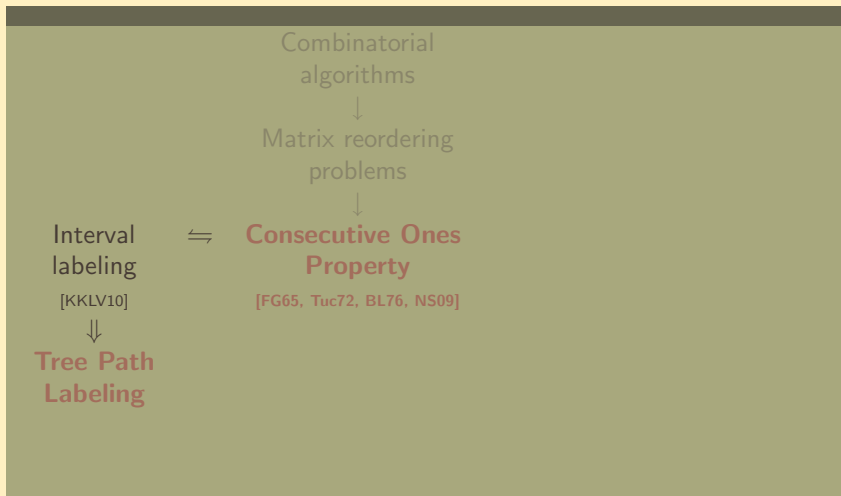 Combinatorial
algorithms
↓
Matrix reordering
problems
↓
Interval ⇋ Consecutive Ones
labeling Property
[KKLV10] [FG65, Tuc72, BL76, NS09]
⇓
Tree Path
Labeling